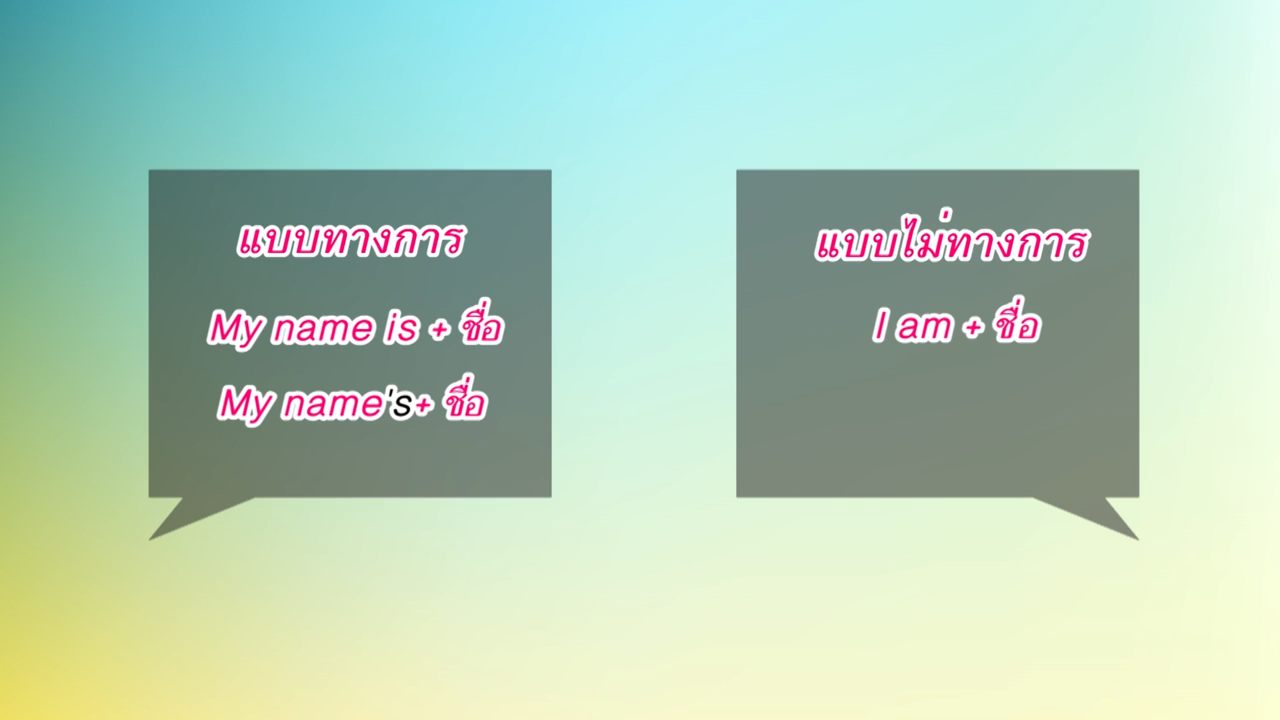 แบบทางการ
My name is + ชื่อ
My name's+ ชื่อ
แบบไม่ทางการ
I am + ชื่อ